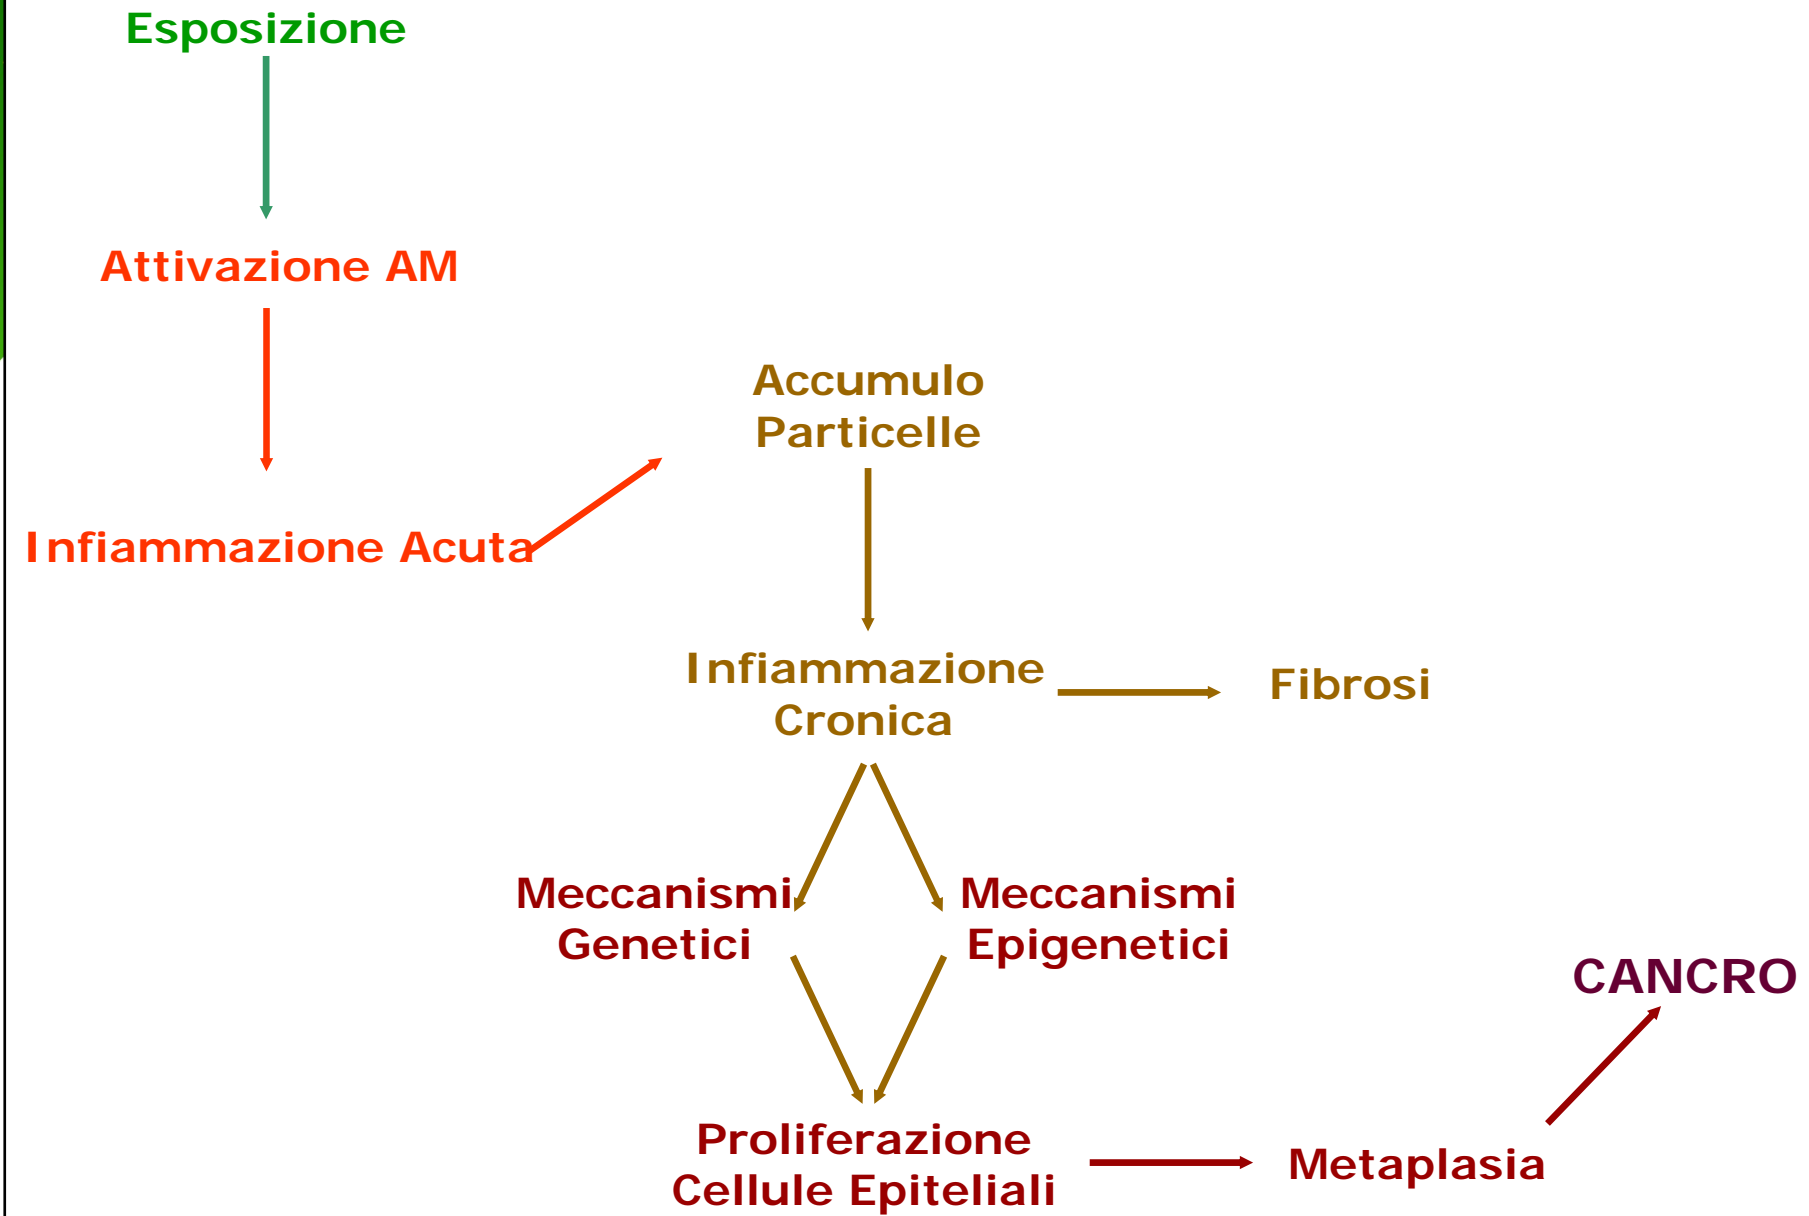 Esposizione
Attivazione AM
Infiammazione Acuta
Accumulo
Particelle
Infiammazione
Cronica
Fibrosi
Meccanismi
Genetici
Meccanismi
Epigenetici
Proliferazione
Cellule Epiteliali
Metaplasia
CANCRO